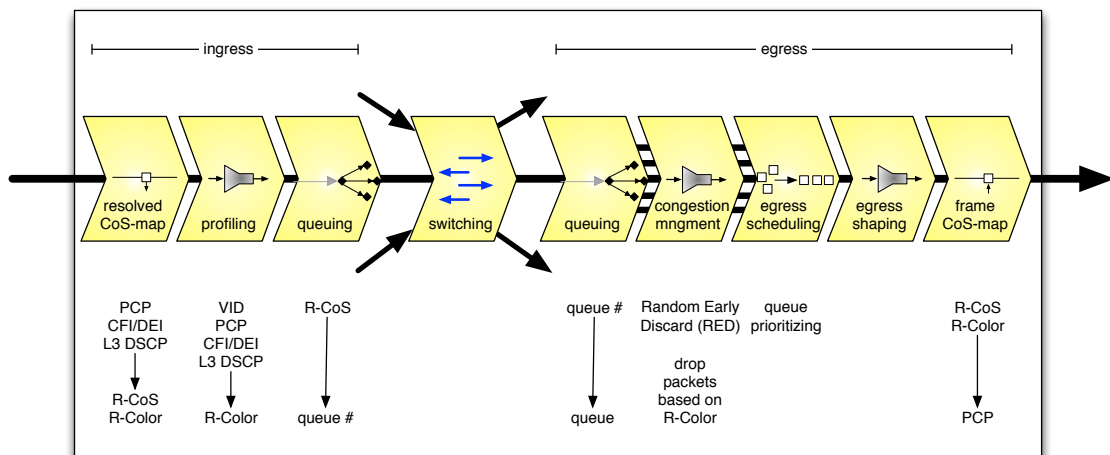 ingress
egress
resolved
CoS-map
profiling
queuing
switching
queuing
congestion
mngment
egress
scheduling
egress
shaping
frame
CoS-map
PCP
CFI/DEI
L3 DSCP
R-CoS
R-Color
VID
PCP
CFI/DEI
L3 DSCP
R-Color
R-CoS
queue #
queue #
queue
Random Early
Discard (RED)
drop
packets
based on
R-Color
queue
prioritizing
R-CoS
R-Color
PCP